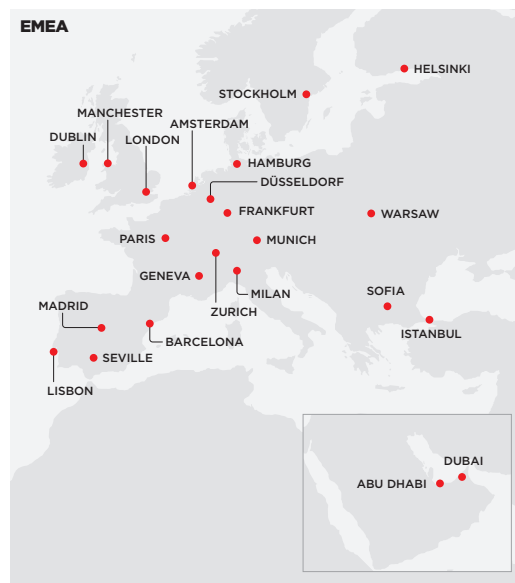 EMEA
HELSINKI
STOCKHOLM
MANCHESTER
AMSTERDAM
DUBLIN
LONDON
HAMBURG
DÜSSELDORF
FRANKFURT
WARSAW
PARIS
MUNICH
GENEVA
SOFIA
MILAN
MADRID
ZURICH
ISTANBUL
BARCELONA
SEVILLE
LISBON
DUBAI
ABU DHABI